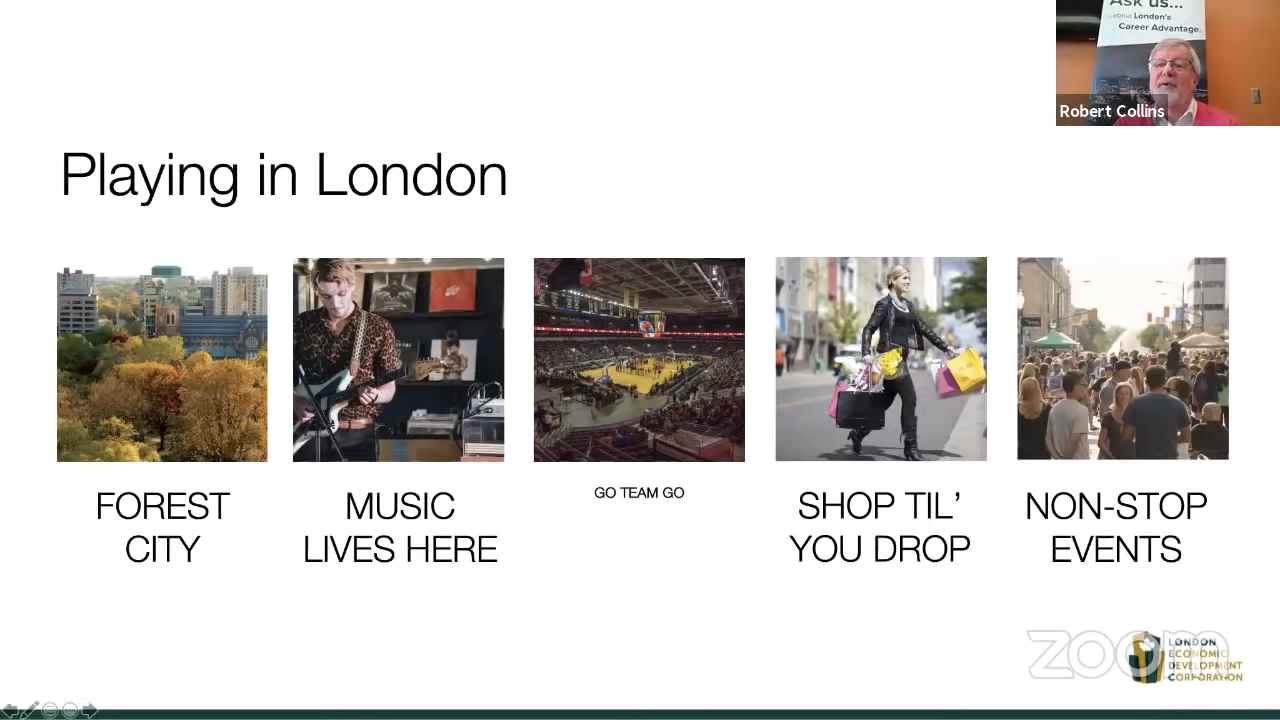 Ask us...
...about London's
Career Advantage.
Robert Collins
Playing in London
FOREST
CITY
MUSIC
LIVES HERE
GO TEAM GO
SHOP TIL’
YOU DROP
NON-STOP
EVENTS
zoom
LONDON
ECONOMIC
DEVELOPMENT
CORPORATION